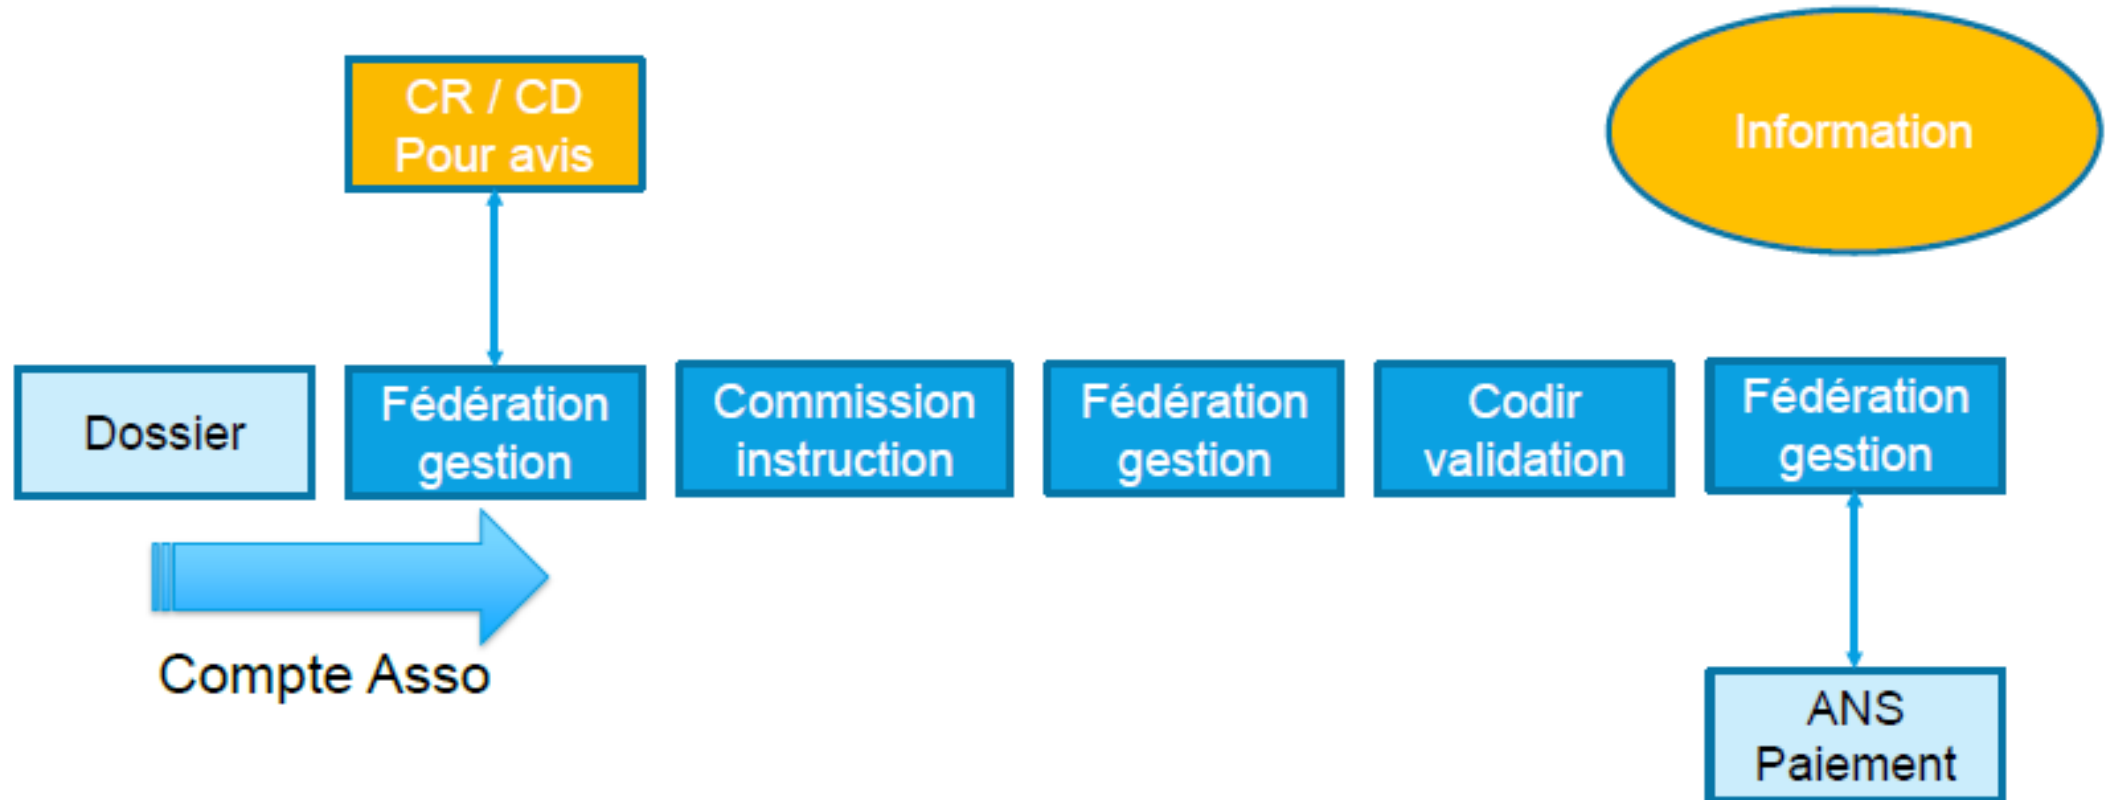 CR / CD
Pour avis
Information
Dossier
Fédération
gestion
Commission
instruction
Fédération
gestion
Codir
validation
Fédération
gestion
Compte Asso
ANS
Paiement